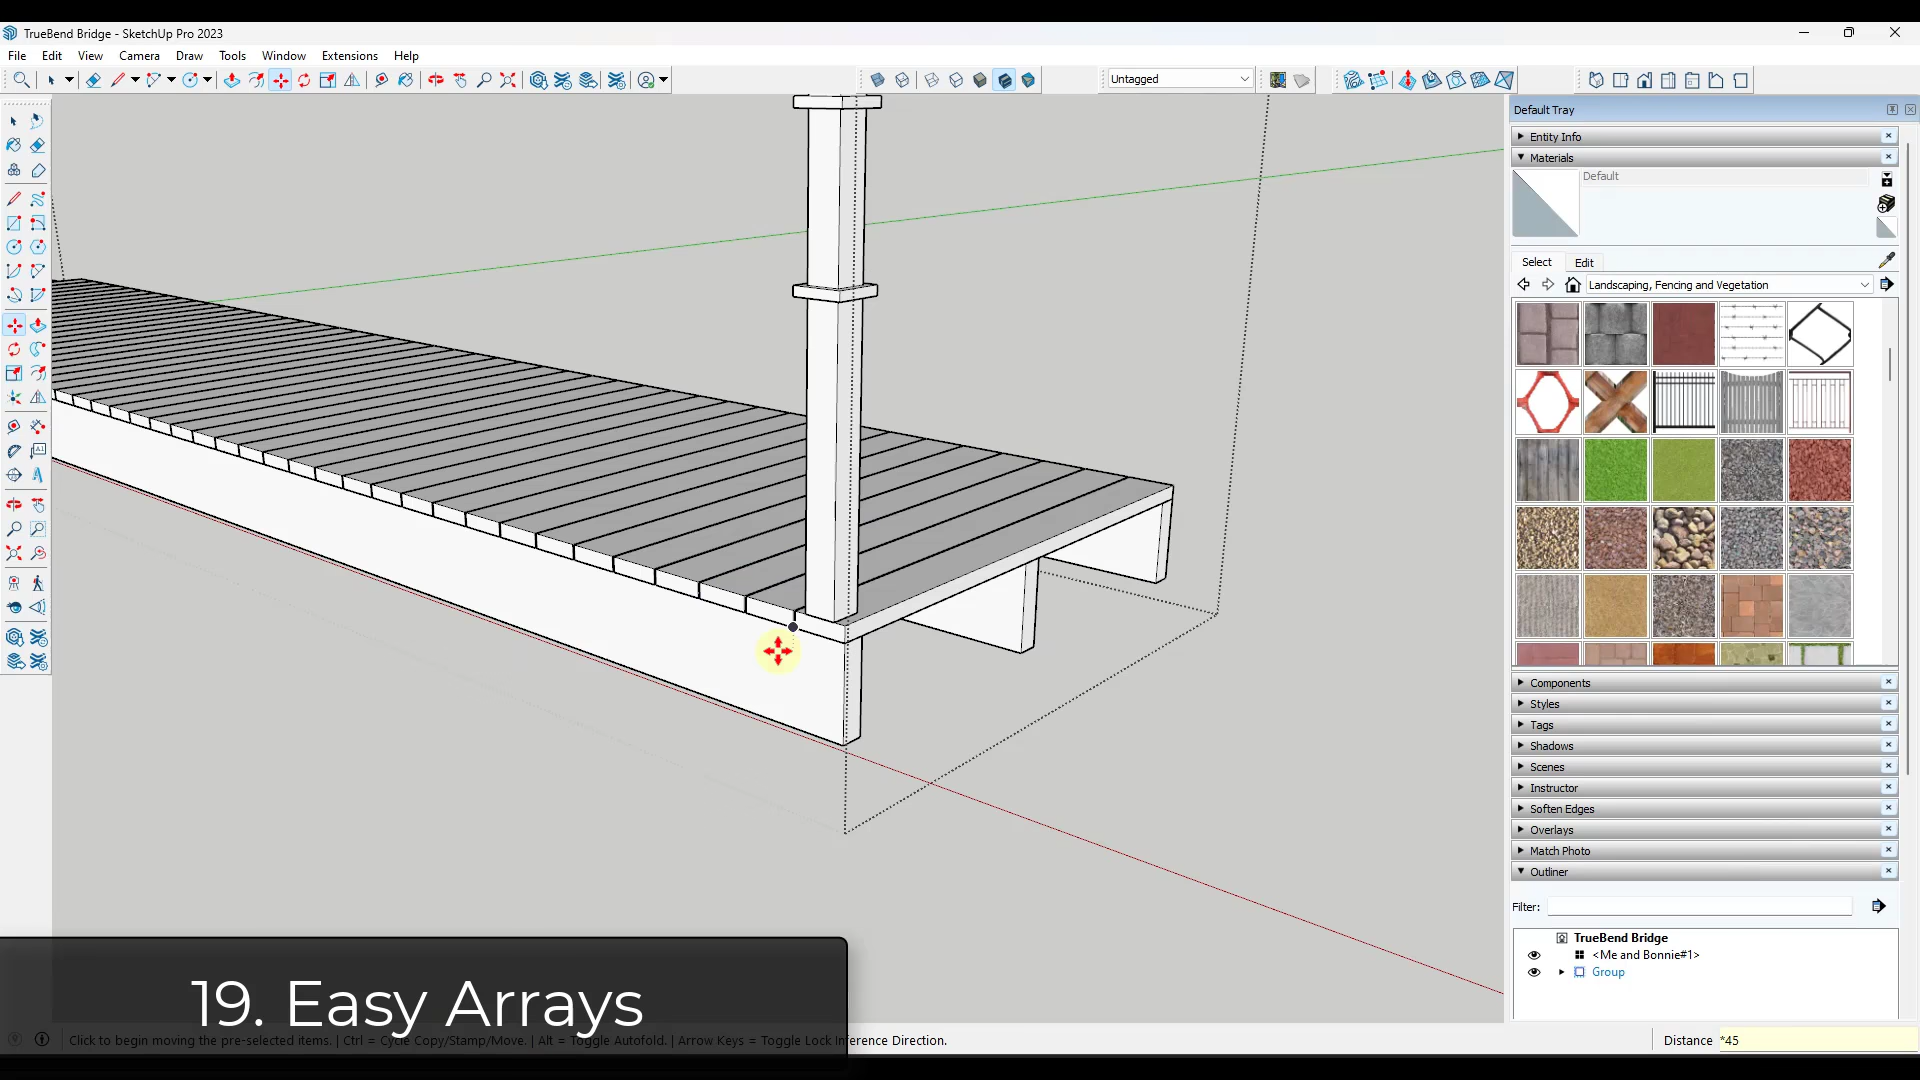 TrueBend Bridge - SketchUp Pro 2023
File Edit View Camera Draw Tools Window Extensions Help
Untagged
Default Tray
Entity Info
Materials
Default
Select Edit
Landscaping, Fencing and Vegetation
Components
Styles
Tags
Shadows
Scenes
Instructor
Soften Edges
Overlays
Match Photo
Outliner
Filter:
TrueBend Bridge
<Me and Bonnie#1>
Group
19. Easy Arrays
Click to begin moving the pre-selected items. | Ctrl = Cycle Copy/Stamp/Move. | Alt = Toggle Autofold. | Arrow Keys = Toggle Lock Inference Direction.
Distance *45